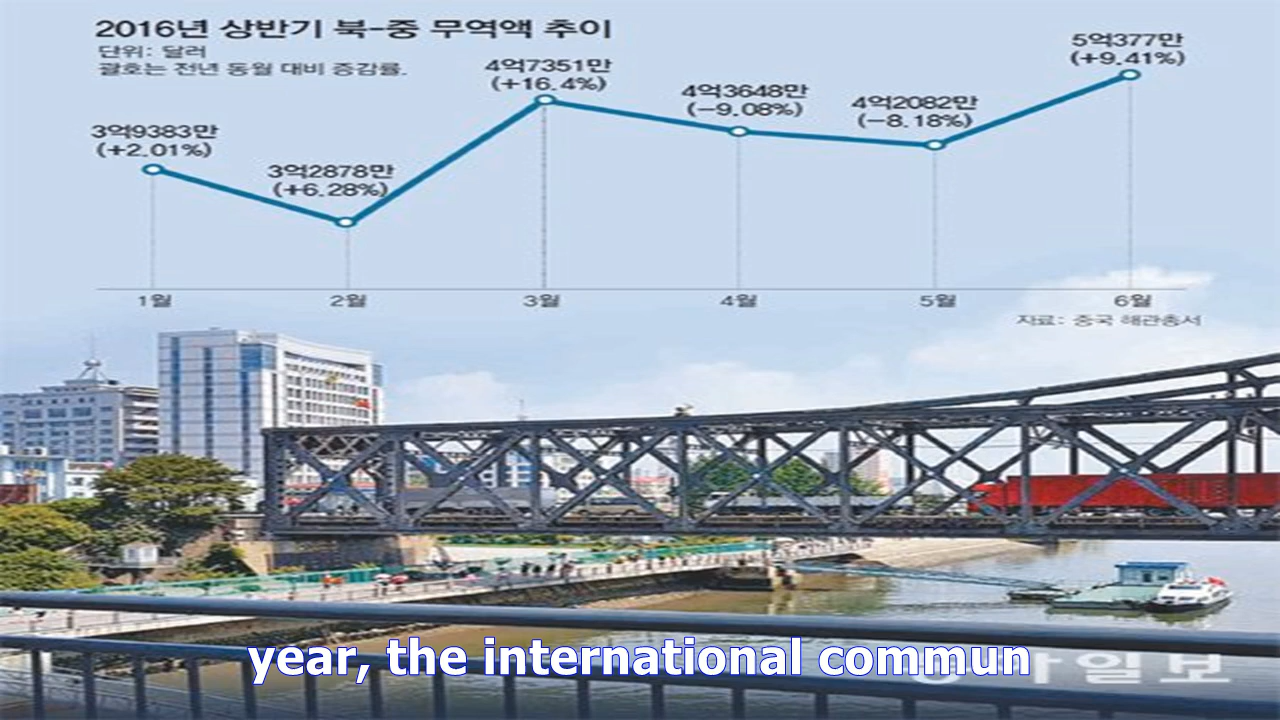 2016년 상반기 북-중 무역액 추이
단위: 달러
괄호는 전년 동월 대비 증감률.
3억9383만
(+2.01%)
3억2878만
(+6.28%)
4억7351만
(+16.4%)
4억3648만
(-9.08%)
4억2082만
(-8.18%)
5억377만
(+9.41%)
1월 2월 3월 4월 5월 6월
자료: 중국 해관총서
year, the international commun
아일보